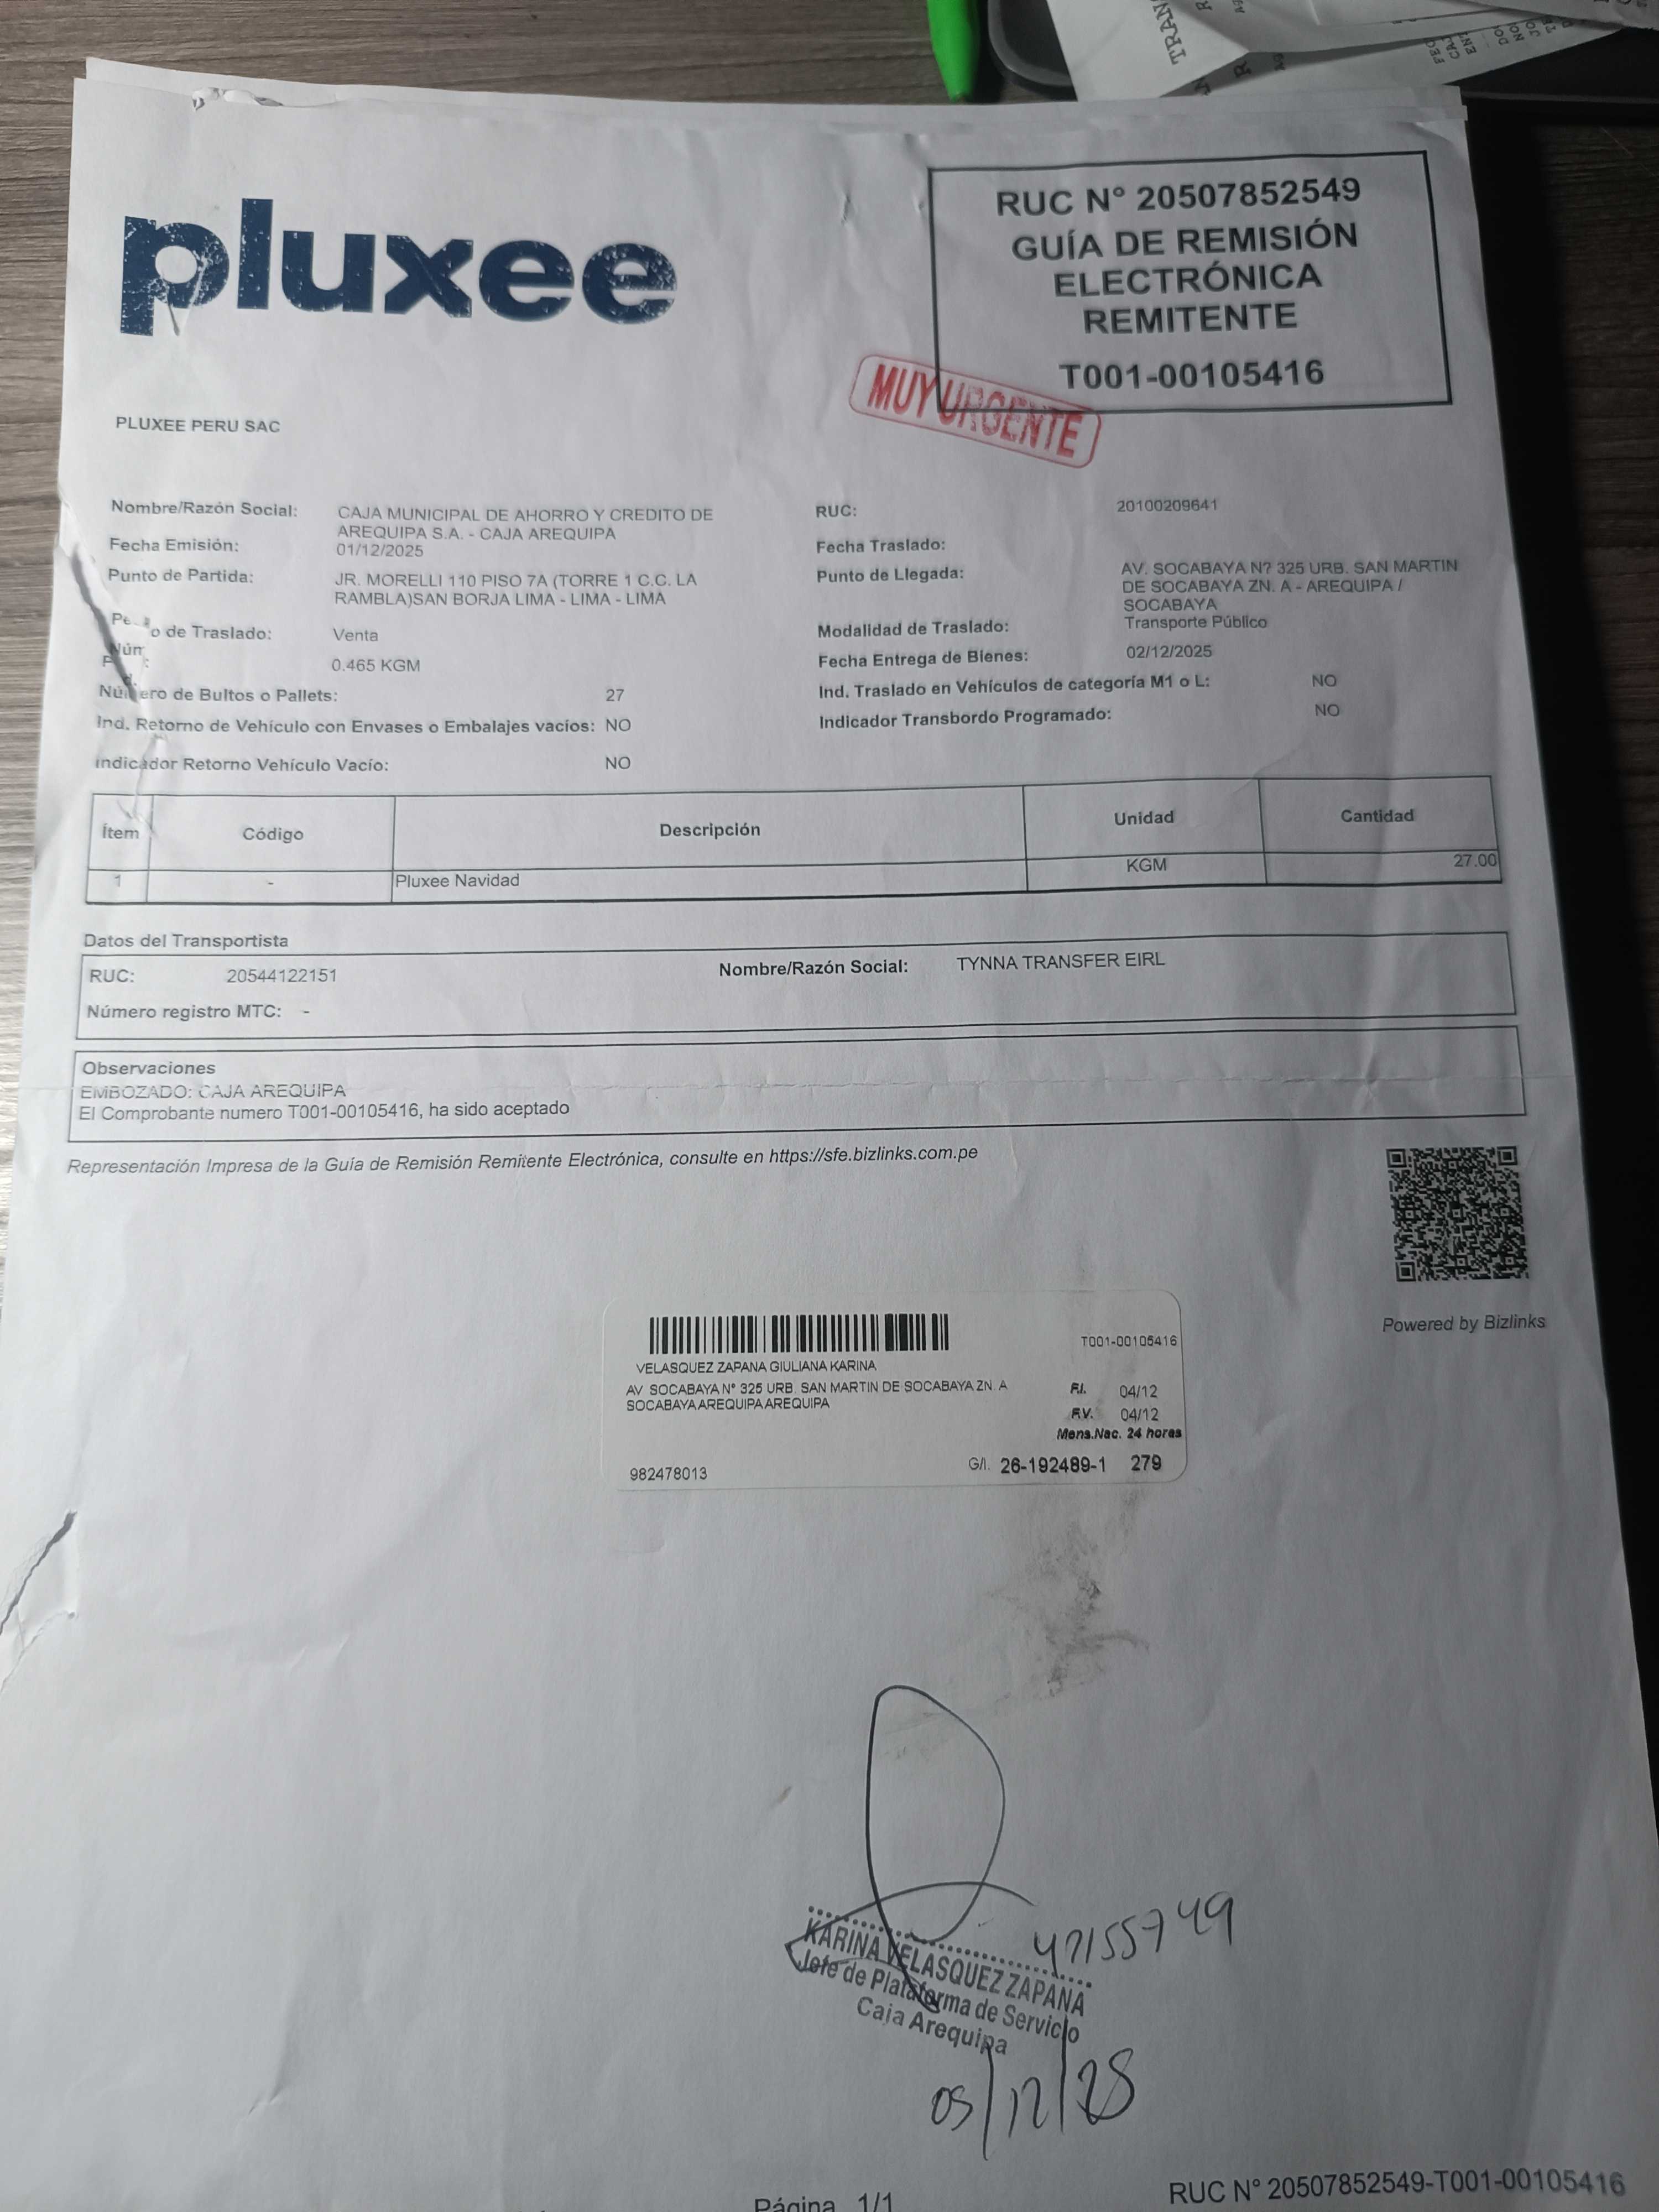 pluxee
RUC N° 20507852549
GUÍA DE REMISIÓN
ELECTRÓNICA
REMITENTE
T001-00105416
MUY URGENTE
PLUXEE PERU SAC
Nombre/Razón Social: CAJA MUNICIPAL DE AHORRO Y CREDITO DE
AREQUIPA S.A. - CAJA AREQUIPA
RUC: 20100209641
Fecha Emisión: 01/12/2025
Fecha Traslado:
Punto de Partida: JR. MORELLI 110 PISO 7A (TORRE 1 C.C. LA
RAMBLA)SAN BORJA LIMA - LIMA - LIMA
Punto de Llegada: AV. SOCABAYA N? 325 URB. SAN MARTIN
DE SOCABAYA ZN. A - AREQUIPA /
SOCABAYA
o de Traslado: Venta
Modalidad de Traslado: Transporte Público
0.465 KGM
Fecha Entrega de Bienes: 02/12/2025
Número de Bultos o Pallets: 27
Ind. Traslado en Vehículos de categoría M1 o L: NO
Ind. Retorno de Vehículo con Envases o Embalajes vacíos: NO
Indicador Transbordo Programado: NO
Indicador Retorno Vehículo Vacío: NO
Ítem Código Descripción Unidad Cantidad
1 - Pluxee Navidad KGM 27.00
Datos del Transportista
RUC: 20544122151 Nombre/Razón Social: TYNNA TRANSFER EIRL
Número registro MTC: -
Observaciones
EMBOZADO: CAJA AREQUIPA
El Comprobante numero T001-00105416, ha sido aceptado
Representación Impresa de la Guía de Remisión Remitente Electrónica, consulte en https://sfe.bizlinks.com.pe
Powered by Bizlinks
T001-00105416
VELASQUEZ ZAPANA GIULIANA KARINA
AV SOCABAYA N° 325 URB. SAN MARTIN DE SOCABAYA ZN. A
SOCABAYAAREQUIPAAREQUIPA
F.I. 04/12
F.V. 04/12
Mens.Nac. 24 horas
982478013 G/I. 26-192489-1 279
47155749
KARINA VELASQUEZ ZAPANA
Jefe de Plataforma de Servicio
Caja Arequipa
05/12/25
Página 1/1
RUC N° 20507852549-T001-00105416